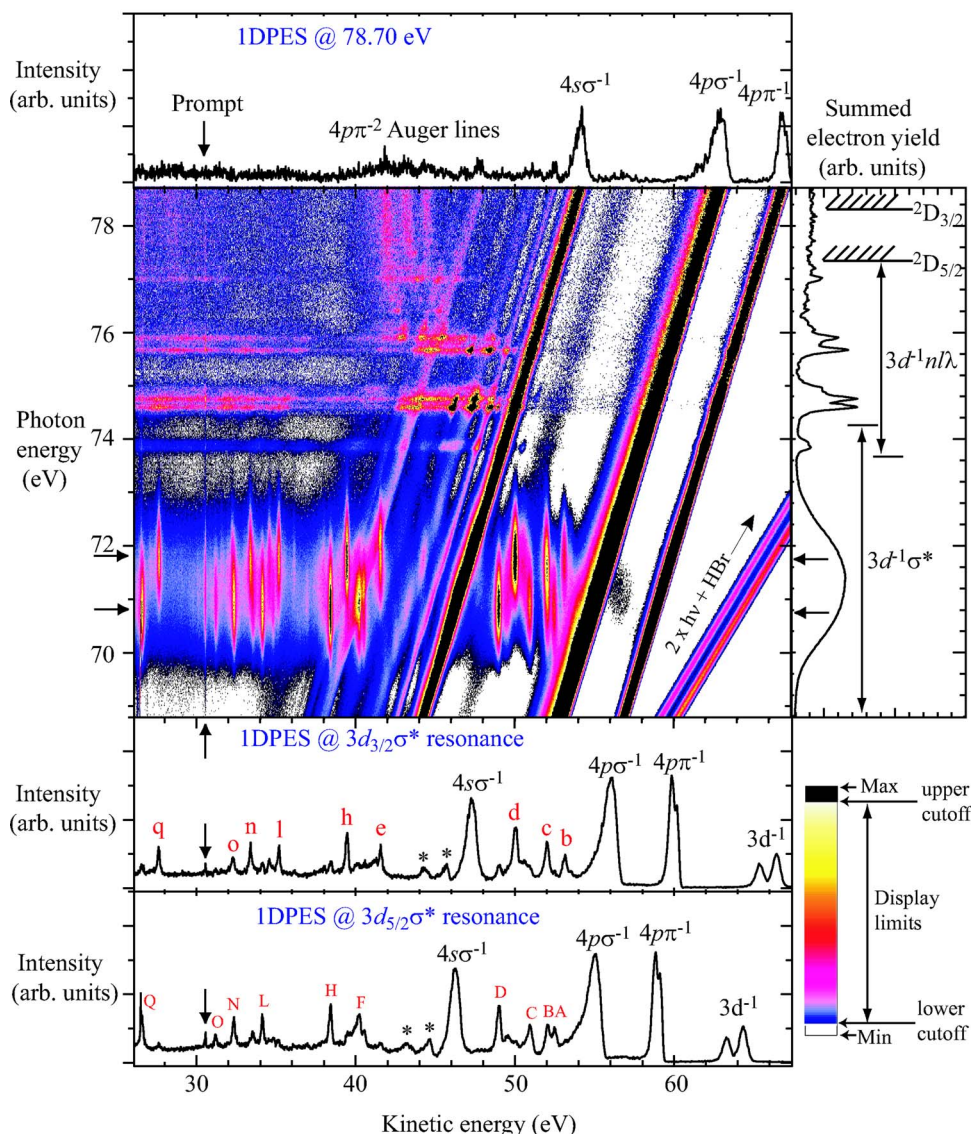 1DPES @ 78.70 eV
Intensity
(arb. units)
Prompt
4pπ⁻² Auger lines
4sσ⁻¹
4pσ⁻¹
4pπ⁻¹
Summed
electron yield
(arb. units)
78
76
74
72
70
Photon
energy
(eV)
2 x hν + HBr
²D₃/₂
²D₅/₂
3d⁻¹nlλ
3d⁻¹σ*
1DPES @ 3d₃/₂σ* resonance
Intensity
(arb. units)
q
o
n
l
h
e
*
*
4sσ⁻¹
d
c
b
4pσ⁻¹
4pπ⁻¹
3d⁻¹
1DPES @ 3d₅/₂σ* resonance
Intensity
(arb. units)
Q
O
N
L
H
F
*
*
4sσ⁻¹
D
C
BA
4pσ⁻¹
4pπ⁻¹
3d⁻¹
30
40
50
60
Kinetic energy (eV)
Max
upper
cutoff
Display
limits
lower
cutoff
Min